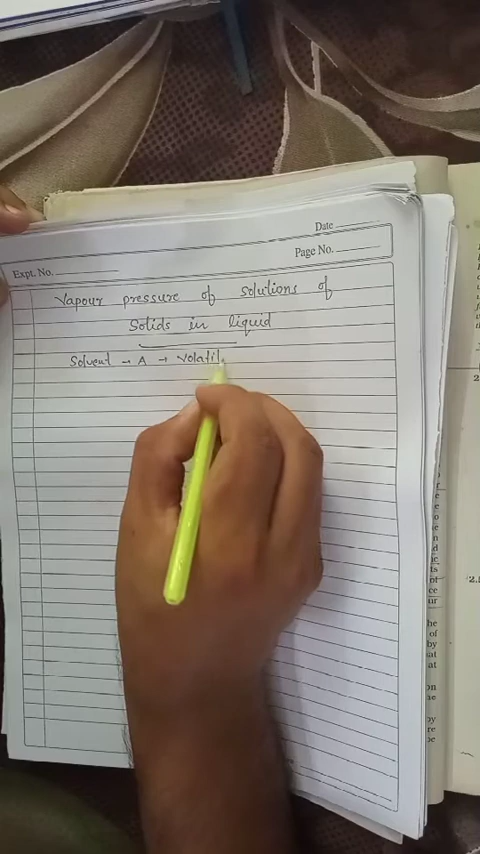 Date
Page No.
Expt. No.
Vapour pressure of solutions of
Solids in liquid
Solvent → A → Volatil